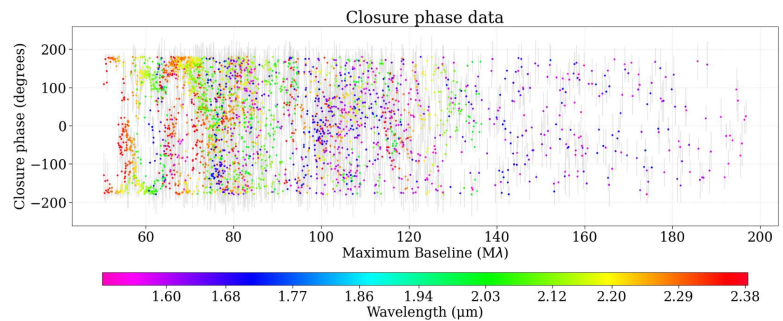 Closure phase data
Closure phase (degrees)
200
100
0
−100
−200
60 80 100 120 140 160 180 200
Maximum Baseline (Mλ)
1.60 1.68 1.77 1.86 1.94 2.03 2.12 2.20 2.29 2.38
Wavelength (μm)